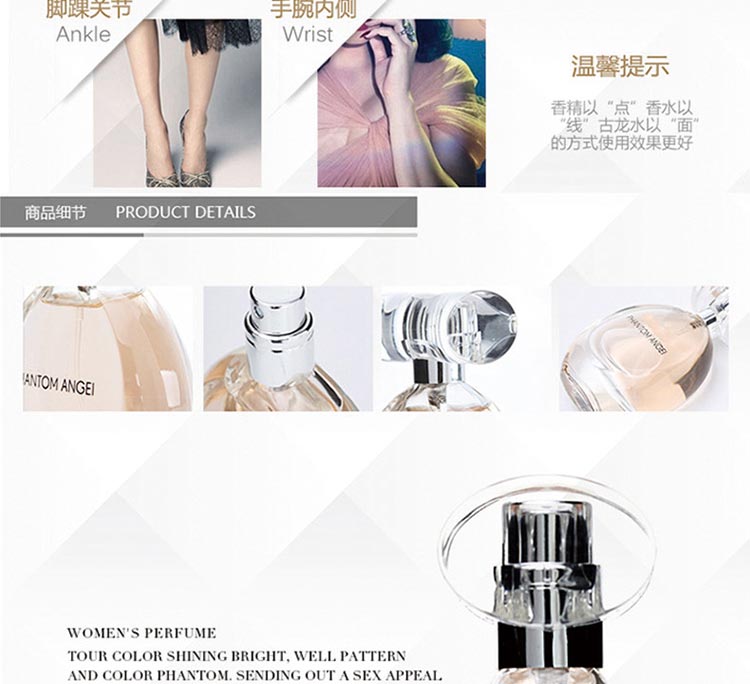 脚踝关节
Ankle
手腕内侧
Wrist
温馨提示
香精以“点”香水以
“线”古龙水以“面”
的方式使用效果更好
商品细节 PRODUCT DETAILS
HANTOM ANGEI
PHANTOM ANGEI
WOMEN'S PERFUME
TOUR COLOR SHINING BRIGHT, WELL PATTERN
AND COLOR PHANTOM. SENDING OUT A SEX APPEAL